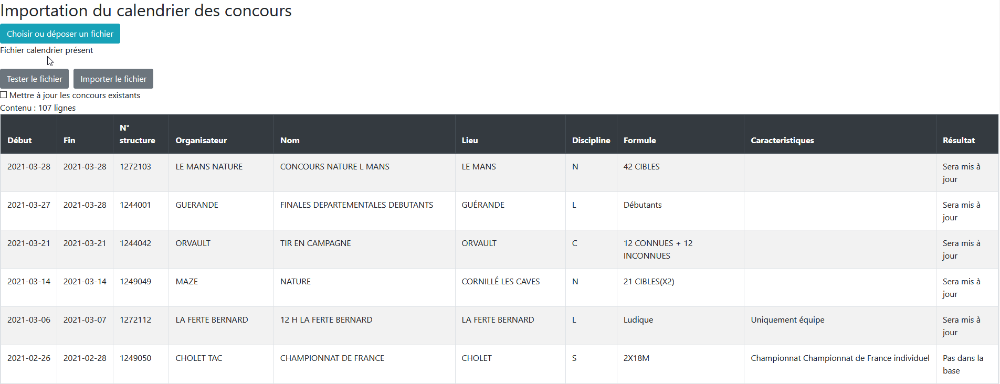 Importation du calendrier des concours
Choisir ou déposer un fichier
Fichier calendrier présent
Tester le fichier Importer le fichier
Mettre à jour les concours existants
Contenu : 107 lignes
Début Fin N° structure Organisateur Nom Lieu Discipline Formule Caracteristiques Résultat
2021-03-28 2021-03-28 1272103 LE MANS NATURE CONCOURS NATURE L MANS LE MANS N 42 CIBLES Sera mis à jour
2021-03-27 2021-03-28 1244001 GUERANDE FINALES DEPARTEMENTALES DEBUTANTS GUÉRANDE L Débutants Sera mis à jour
2021-03-21 2021-03-21 1244042 ORVAULT TIR EN CAMPAGNE ORVAULT C 12 CONNUES + 12 INCONNUES Sera mis à jour
2021-03-14 2021-03-14 1249049 MAZE NATURE CORNILLÉ LES CAVES N 21 CIBLES(X2) Sera mis à jour
2021-03-06 2021-03-07 1272112 LA FERTE BERNARD 12 H LA FERTE BERNARD LA FERTE BERNARD L Ludique Uniquement équipe Sera mis à jour
2021-02-26 2021-02-28 1249050 CHOLET TAC CHAMPIONNAT DE FRANCE CHOLET S 2X18M Championnat Championnat de France individuel Pas dans la base